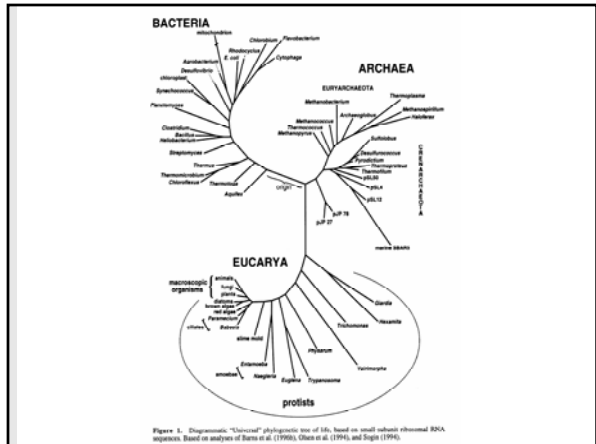 BACTERIA
mitochondrion
Chlorobium
Flavobacterium
Rhodocyclus
E. coli
Cytophaga
Agrobacterium
Desulfovibrio
chloroplast
Synechococcus
Planctomyces
Clostridium
Bacillus
Heliobacterium
Streptomyces
Thermus
Thermomicrobium
Chloroflexus
Thermotoga
Aquifex
origin
ARCHAEA
EURYARCHAEOTA
Thermoplasma
Methanobacterium
Methanospirillum
Archaeoglobus
Haloferax
Methanococcus
Thermococcus
Methanopyrus
Sulfolobus
Desulfurococcus
Pyrodictium
Thermoproteus
Thermofilum
pSL50
pSL4
pSL12
CRENARCHAEOTA
pJP 78
pJP 27
marine SBAR5
EUCARYA
macroscopic organisms
animals
fungi
plants
diatoms
brown algae
red algae
Paramecium
ciliates
Babesia
slime mold
Entamoeba
amoebae
Naegleria
Euglena
Trypanosoma
Physarum
Trichomonas
Vairimorpha
Giardia
Hexamita
protists
Figure 1. Diagrammatic "Universal" phylogenetic tree of life, based on small-subunit ribosomal RNA
sequences. Based on analyses of Barns et al. (1996b), Olsen et al. (1994), and Sogin (1994).